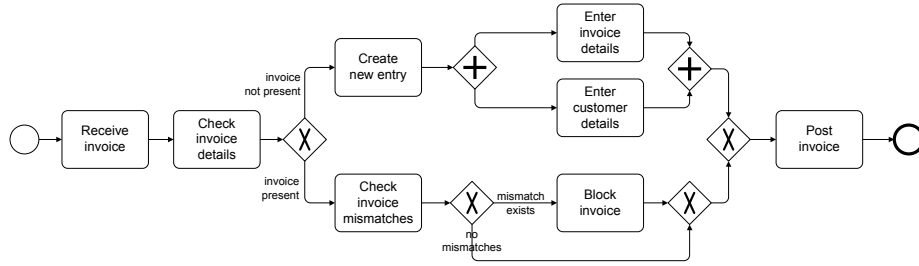 Receive
invoice
Check
invoice
details
invoice
not present
Create
new entry
Enter
invoice
details
Enter
customer
details
invoice
present
Check
invoice
mismatches
mismatch
exists
no
mismatches
Block
invoice
Post
invoice